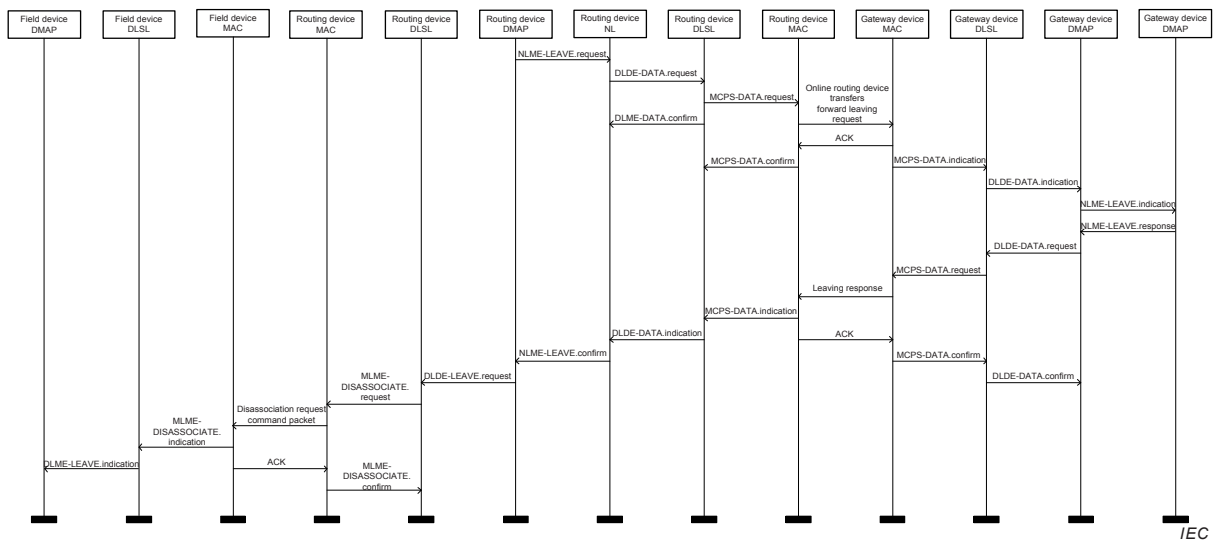 Field device
DMAP
Field device
DLSL
Field device
MAC
Routing device
MAC
Routing device
DLSL
Routing device
DMAP
Routing device
NL
Routing device
DLSL
Routing device
MAC
Gateway device
MAC
Gateway device
DLSL
Gateway device
DMAP
Gateway device
DMAP
NLME-LEAVE.request
DLDE-DATA.request
MCPS-DATA.request
Online routing device
transfers
forward leaving
request
DLME-DATA.confirm
ACK
MCPS-DATA.confirm
MCPS-DATA.indication
DLDE-DATA.indication
NLME-LEAVE.indication
NLME-LEAVE.response
DLDE-DATA.request
MCPS-DATA.request
Leaving response
MCPS-DATA.indication
DLDE-DATA.indication
ACK
NLME-LEAVE.confirm
MCPS-DATA.confirm
DLDE-LEAVE.request
DLDE-DATA.confirm
MLME-
DISASSOCIATE.
request
Disassociation request
command packet
MLME-
DISASSOCIATE.
indication
DLME-LEAVE.indication
ACK
MLME-
DISASSOCIATE.
confirm
IEC